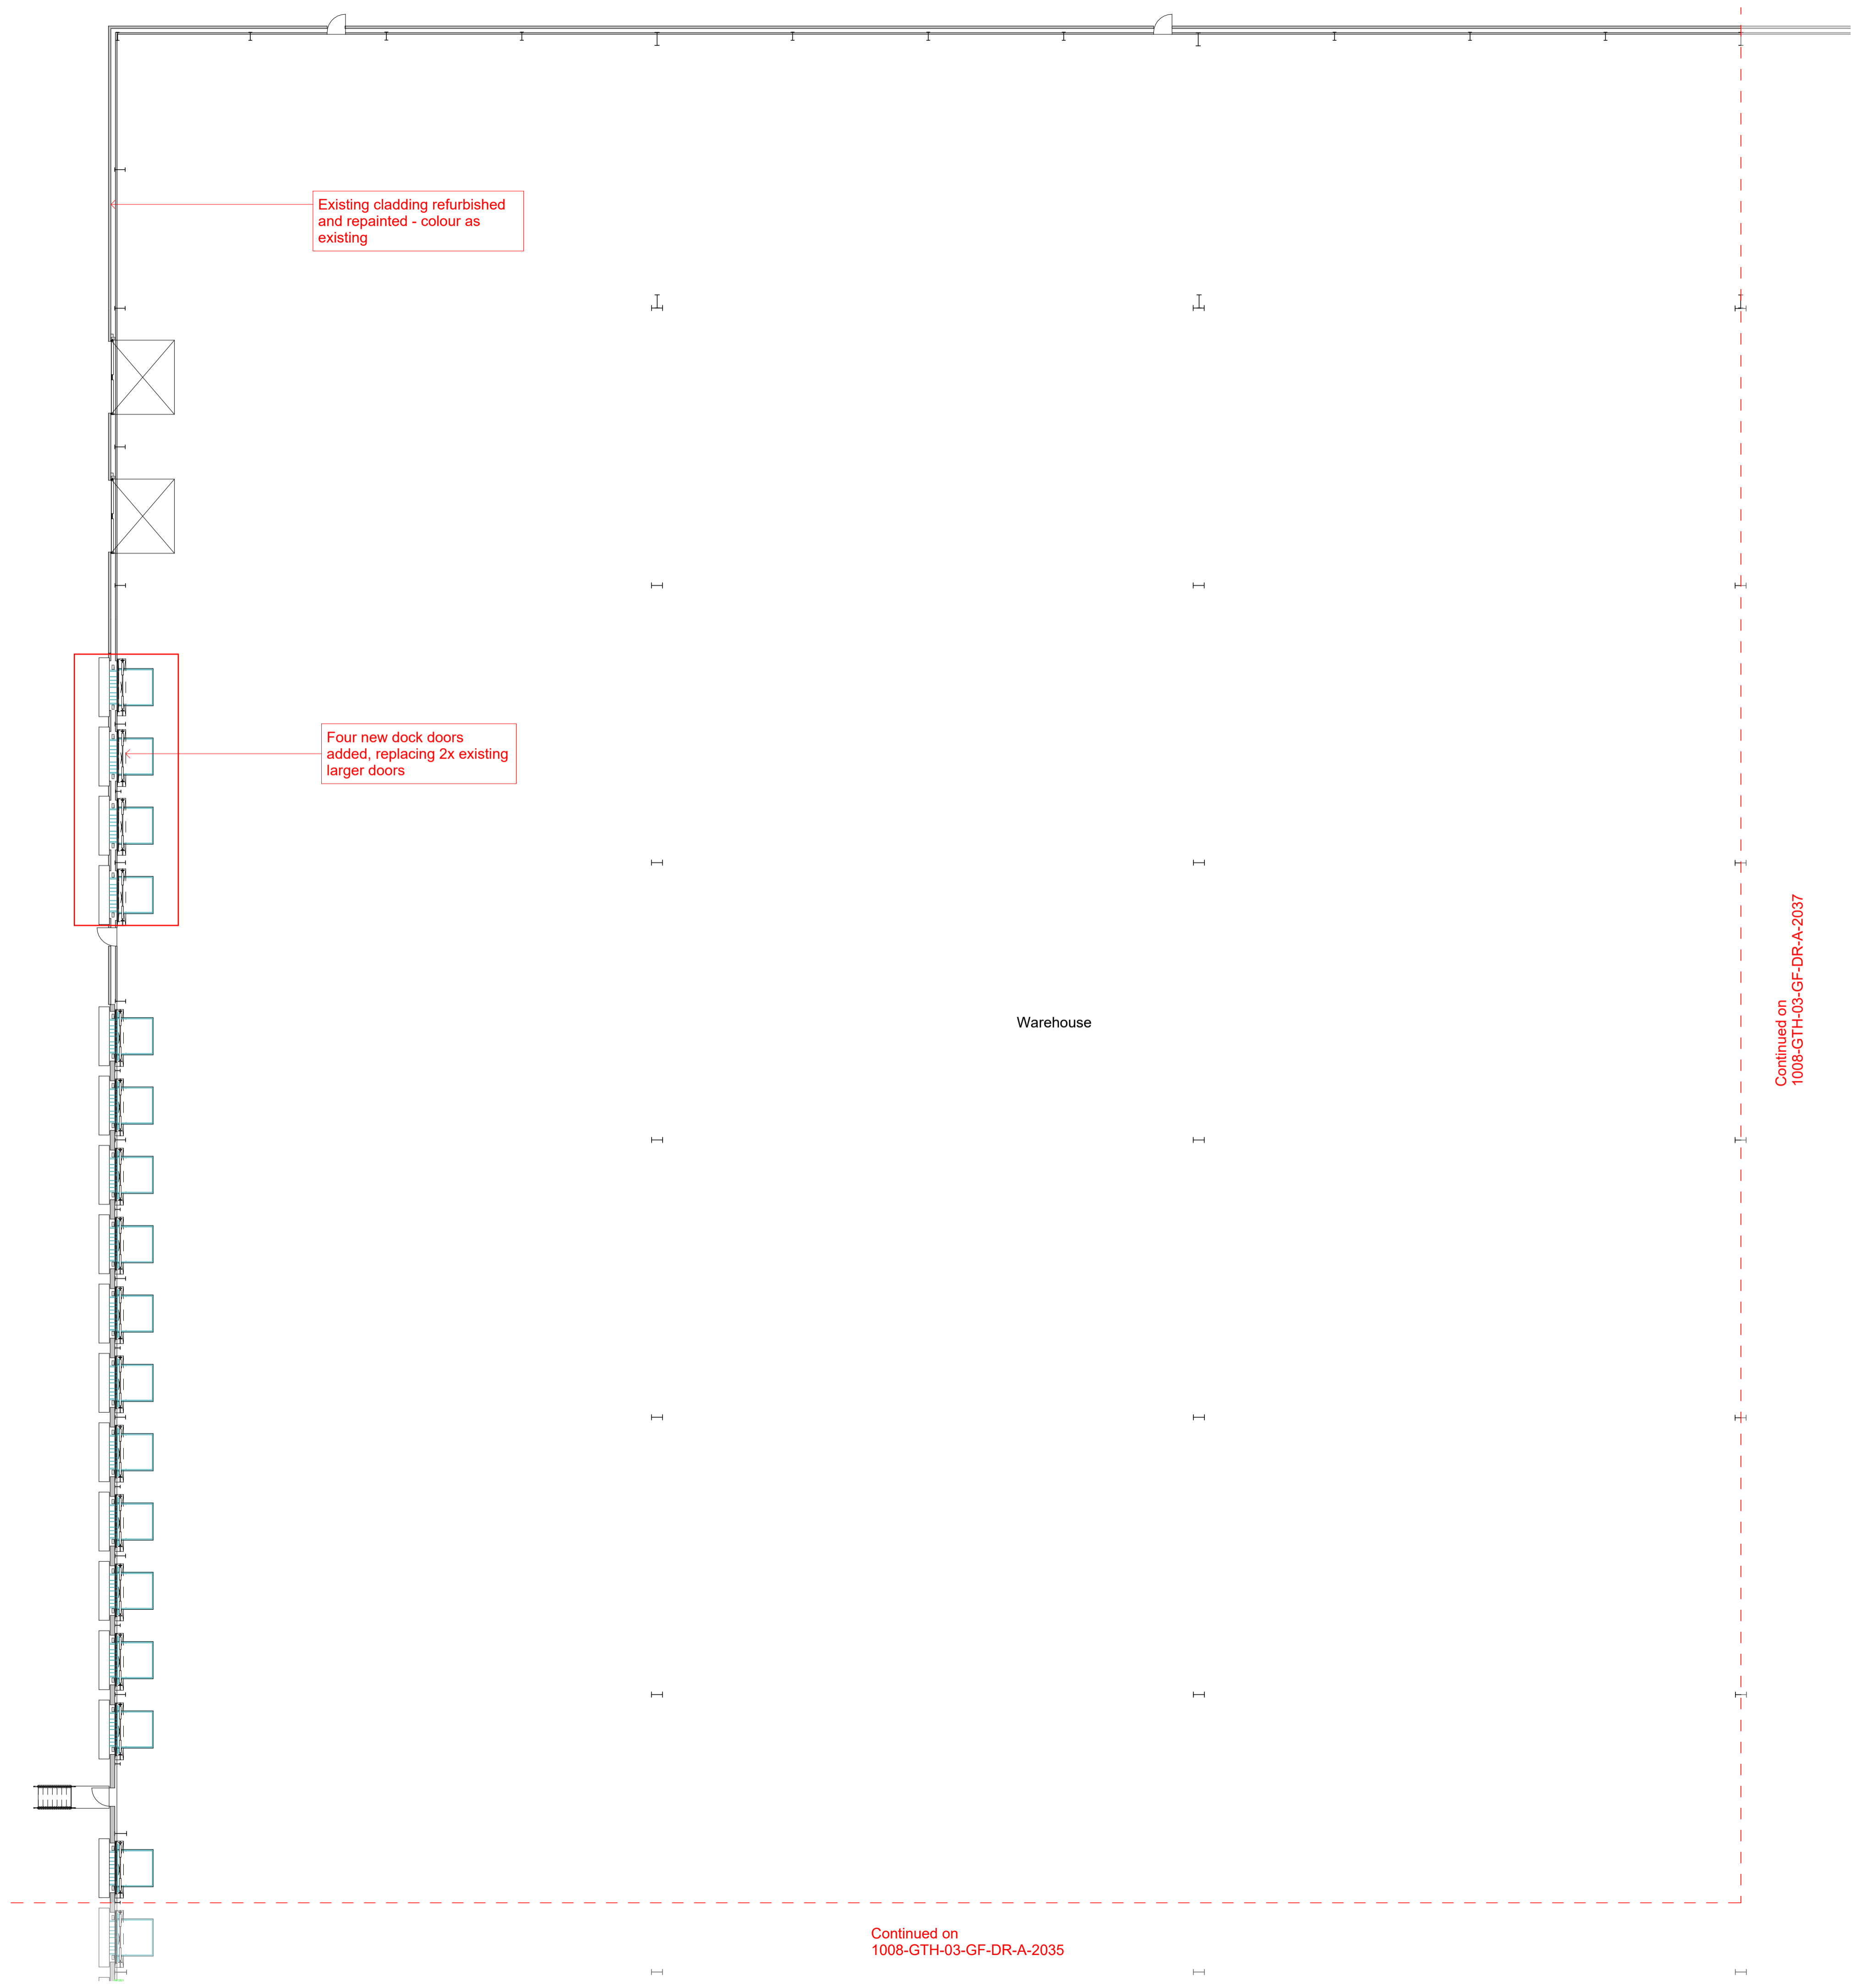 Existing cladding refurbished
and repainted - colour as
existing
Four new dock doors
added, replacing 2x existing
larger doors
Warehouse
Continued on
1008-GTH-03-GF-DR-A-2037
Continued on
1008-GTH-03-GF-DR-A-2035